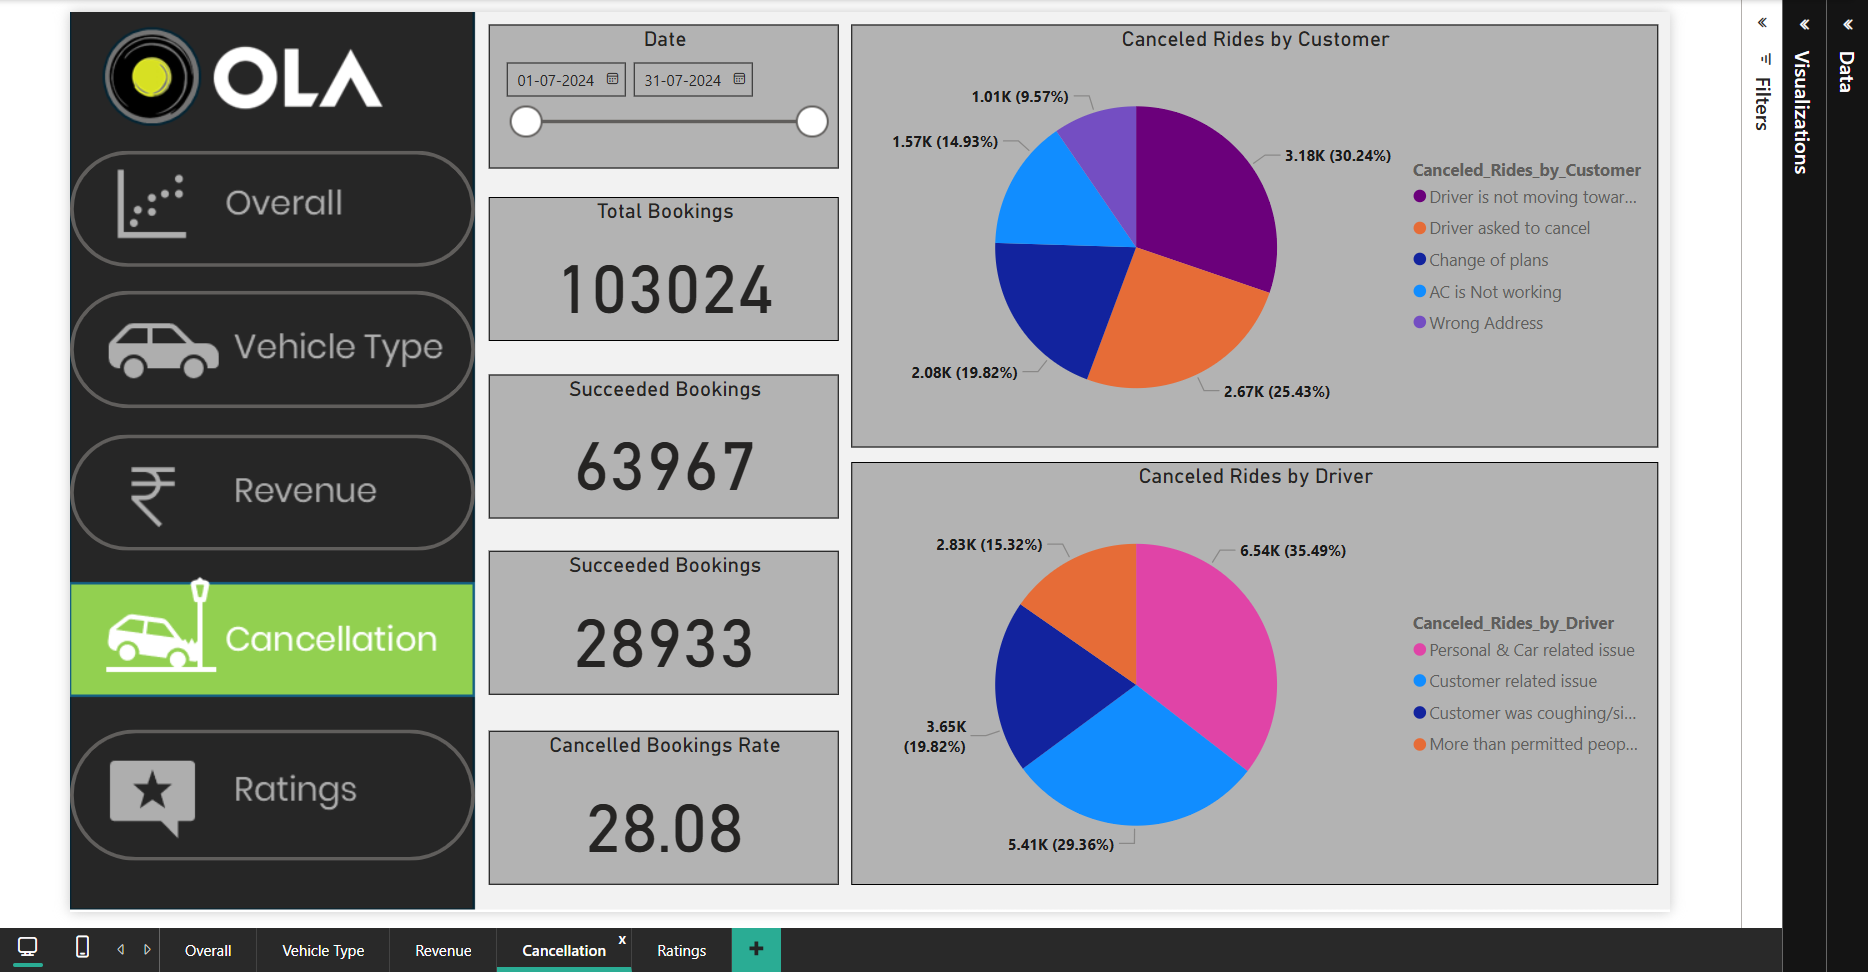 OLA
Overall
Vehicle Type
₹ Revenue
Cancellation
Ratings
Date
01-07-2024 31-07-2024
Total Bookings
103024
Succeeded Bookings
63967
Succeeded Bookings
28933
Cancelled Bookings Rate
28.08
Canceled Rides by Customer
1.01K (9.57%)
1.57K (14.93%)
3.18K (30.24%)
2.08K (19.82%)
2.67K (25.43%)
Canceled_Rides_by_Customer
Driver is not moving towar...
Driver asked to cancel
Change of plans
AC is Not working
Wrong Address
Canceled Rides by Driver
2.83K (15.32%)
6.54K (35.49%)
3.65K
(19.82%)
5.41K (29.36%)
Canceled_Rides_by_Driver
Personal & Car related issue
Customer related issue
Customer was coughing/si...
More than permitted peop...
Filters
Visualizations
Data
Overall
Vehicle Type
Revenue
Cancellation x
Ratings
+